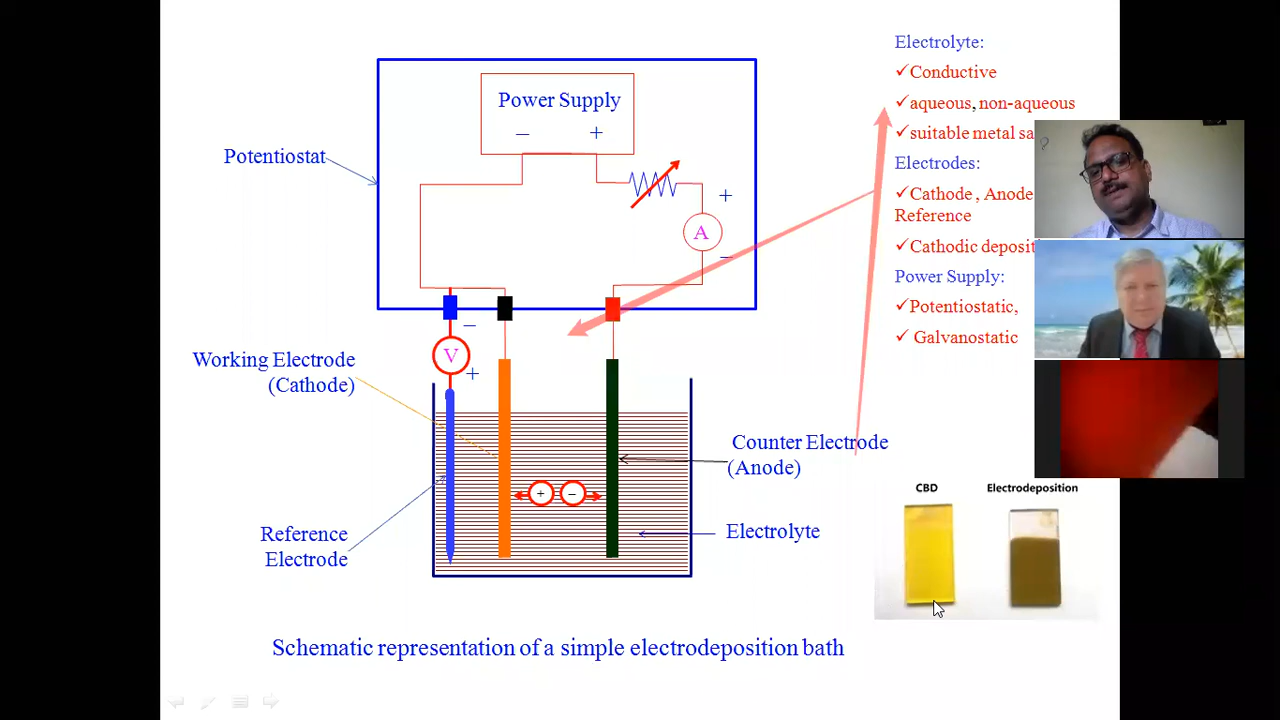 Power Supply
− +
Potentiostat
+
A
−
−
V
+
Working Electrode
(Cathode)
Counter Electrode
(Anode)
+ −
Reference
Electrode
Electrolyte
Schematic representation of a simple electrodeposition bath
Electrolyte:
✓Conductive
✓aqueous, non-aqueous
✓suitable metal sa
Electrodes:
✓Cathode , Anode
Reference
✓Cathodic deposit
Power Supply:
✓Potentiostatic,
✓ Galvanostatic
CBD Electrodeposition